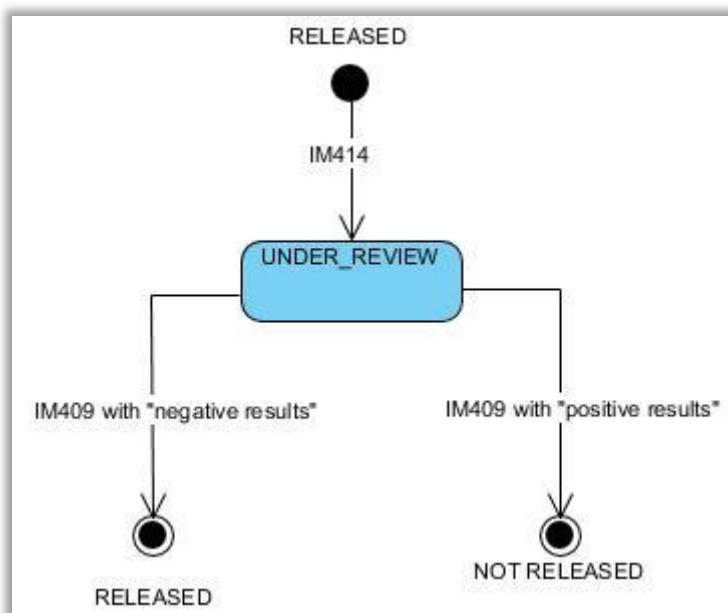 RELEASED
IM414
UNDER_REVIEW
IM409 with "negative results"
IM409 with "positive results"
NOT RELEASED
RELEASED